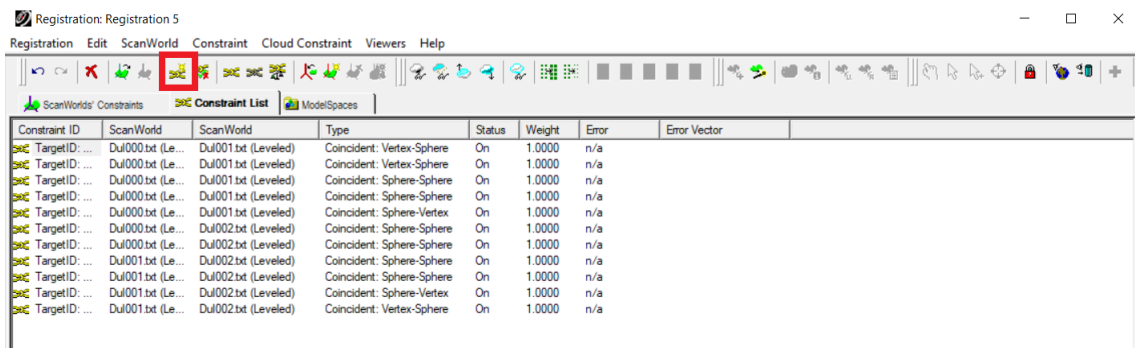 Registration: Registration 5
Registration Edit ScanWorld Constraint Cloud Constraint Viewers Help
ScanWorlds' Constraints Constraint List ModelSpaces
Constraint ID ScanWorld ScanWorld Type Status Weight Error Error Vector
TargetID: ... Dul000.txt (Le... Dul001.txt (Leveled) Coincident: Vertex-Sphere On 1.0000 n/a
TargetID: ... Dul000.txt (Le... Dul001.txt (Leveled) Coincident: Vertex-Sphere On 1.0000 n/a
TargetID: ... Dul000.txt (Le... Dul001.txt (Leveled) Coincident: Sphere-Sphere On 1.0000 n/a
TargetID: ... Dul000.txt (Le... Dul001.txt (Leveled) Coincident: Sphere-Sphere On 1.0000 n/a
TargetID: ... Dul000.txt (Le... Dul001.txt (Leveled) Coincident: Sphere-Vertex On 1.0000 n/a
TargetID: ... Dul000.txt (Le... Dul002.txt (Leveled) Coincident: Sphere-Sphere On 1.0000 n/a
TargetID: ... Dul000.txt (Le... Dul002.txt (Leveled) Coincident: Sphere-Sphere On 1.0000 n/a
TargetID: ... Dul001.txt (Le... Dul002.txt (Leveled) Coincident: Sphere-Sphere On 1.0000 n/a
TargetID: ... Dul001.txt (Le... Dul002.txt (Leveled) Coincident: Sphere-Sphere On 1.0000 n/a
TargetID: ... Dul001.txt (Le... Dul002.txt (Leveled) Coincident: Sphere-Vertex On 1.0000 n/a
TargetID: ... Dul001.txt (Le... Dul002.txt (Leveled) Coincident: Vertex-Sphere On 1.0000 n/a